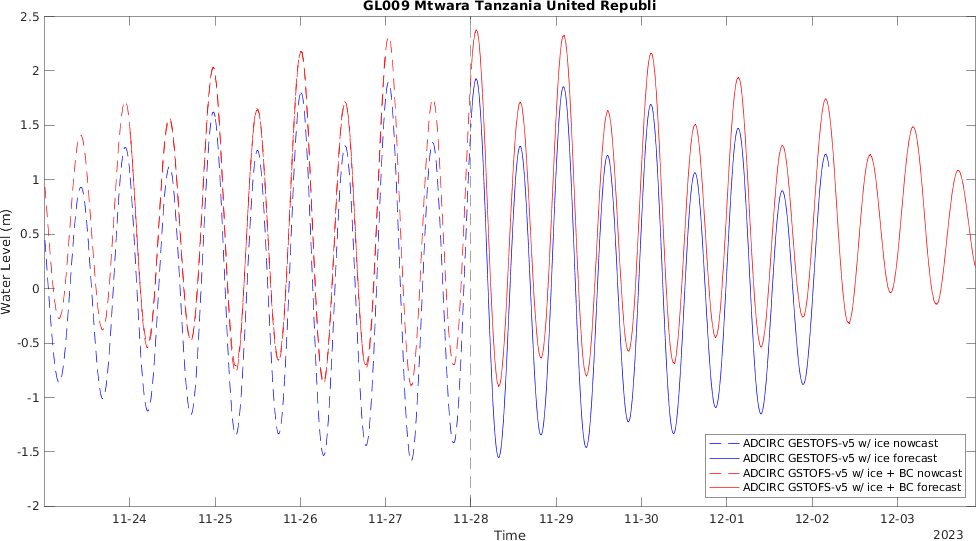 GL009 Mtwara Tanzania United Republi
2.5
2
1.5
1
0.5
0
-0.5
-1
-1.5
-2
Water Level (m)
ADCIRC GESTOFS-v5 w/ ice nowcast
ADCIRC GESTOFS-v5 w/ ice forecast
ADCIRC GSTOFS-v5 w/ ice + BC nowcast
ADCIRC GSTOFS-v5 w/ ice + BC forecast
11-24 11-25 11-26 11-27 11-28 11-29 11-30 12-01 12-02 12-03
Time
2023